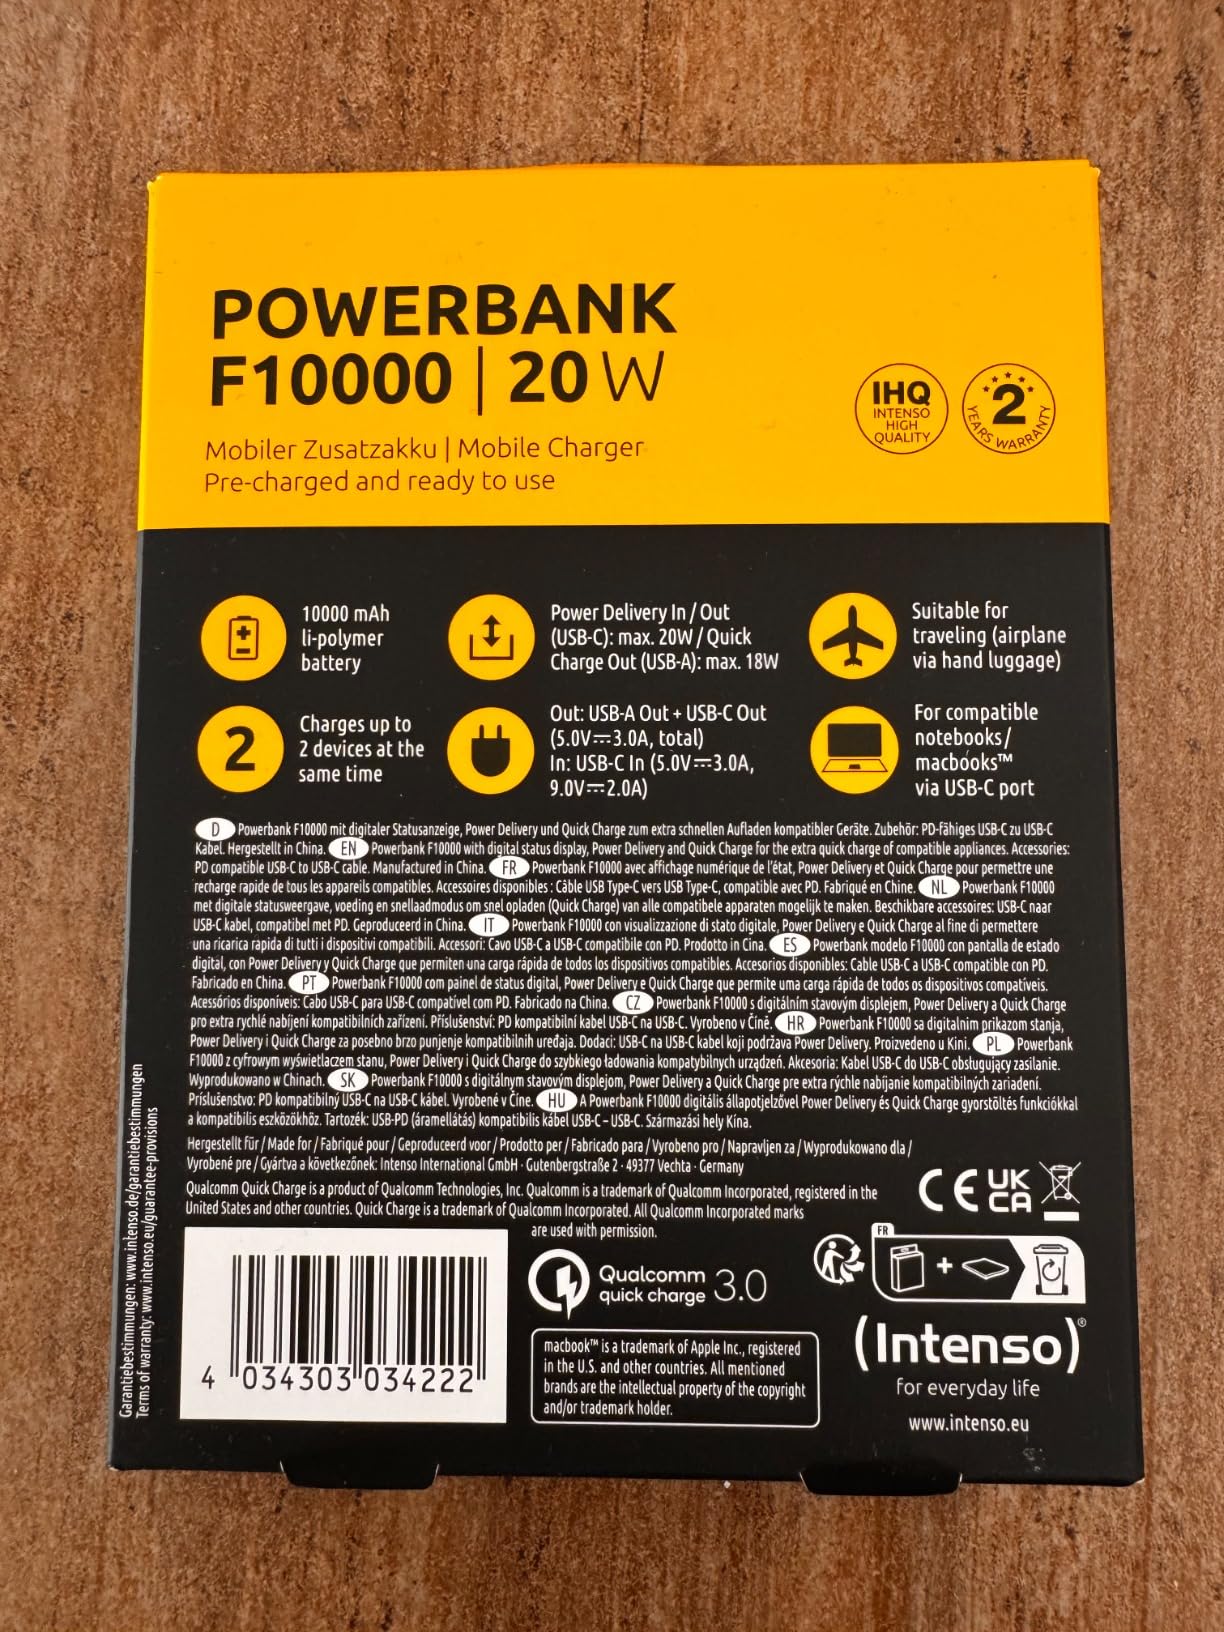 POWERBANK
F10000 | 20 W
Mobiler Zusatzakku | Mobile Charger
Pre-charged and ready to use
IHQ
INTENSO
HIGH
QUALITY
2
YEARS WARRANTY
10000 mAh
li-polymer
battery
Power Delivery In / Out
(USB-C): max. 20W / Quick
Charge Out (USB-A): max. 18W
Suitable for
traveling (airplane
via hand luggage)
2
Charges up to
2 devices at the
same time
Out: USB-A Out + USB-C Out
(5.0V⎓3.0A, total)
In: USB-C In (5.0V⎓3.0A,
9.0V⎓2.0A)
For compatible
notebooks/
macbooks™
via USB-C port
D Powerbank F10000 mit digitaler Statusanzeige, Power Delivery und Quick Charge zum extra schnellen Aufladen kompatibler Geräte. Zubehör: PD-fähiges USB-C zu USB-C
Kabel. Hergestellt in China. EN Powerbank F10000 with digital status display, Power Delivery and Quick Charge for the extra quick charge of compatible appliances. Accessories:
PD compatible USB-C to USB-C cable. Manufactured in China. FR Powerbank F10000 avec affichage numérique de l'état, Power Delivery et Quick Charge pour permettre une
recharge rapide de tous les appareils compatibles. Accessoires disponibles : Câble USB Type-C vers USB Type-C, compatible avec PD. Fabriqué en Chine. NL Powerbank F10000
met digitale statusweergave, voeding en snellaadmodus om snel opladen (Quick Charge) van alle compatibele apparaten mogelijk te maken. Beschikbare accessoires: USB-C naar
USB-C kabel, compatibel met PD. Geproduceerd in China. IT Powerbank F10000 con visualizzazione di stato digitale, Power Delivery e Quick Charge al fine di permettere
una ricarica rapida di tutti i dispositivi compatibili. Accessori: Cavo USB-C a USB-C compatibile con PD. Prodotto in Cina. ES Powerbank modelo F10000 con pantalla de estado
digital, con Power Delivery y Quick Charge que permiten una carga rápida de todos los dispositivos compatibles. Accesorios disponibles: Cable USB-C a USB-C compatible con PD.
Fabricado en China. PT Powerbank F10000 com painel de status digital, Power Delivery e Quick Charge que permite uma carga rápida de todos os dispositivos compatíveis.
Acessórios disponíveis: Cabo USB-C para USB-C compatível com PD. Fabricado na China. CZ Powerbank F10000 s digitálním stavovým displejem, Power Delivery a Quick Charge
pro extra rychlé nabíjení kompatibilních zařízení. Příslušenství: PD kompatibilní kabel USB-C na USB-C. Vyrobeno v Číně. HR Powerbank F10000 sa digitalnim prikazom stanja,
Power Delivery i Quick Charge za posebno brzo punjenje kompatibilnih uređaja. Dodaci: USB-C na USB-C kabel koji podržava Power Delivery. Proizvedeno u Kini. PL Powerbank
F10000 z cyfrowym wyświetlaczem stanu, Power Delivery i Quick Charge do szybkiego ładowania kompatybilnych urządzeń. Akcesoria: Kabel USB-C do USB-C obsługujący zasilanie.
Wyprodukowano w Chinach. SK Powerbank F10000 s digitálnym stavovým displejom, Power Delivery a Quick Charge pre extra rýchle nabíjanie kompatibilných zariadení.
Príslušenstvo: PD kompatibilný USB-C na USB-C kábel. Vyrobené v Číne. HU A Powerbank F10000 digitális állapotjelzővel Power Delivery és Quick Charge gyorstöltés funkciókkal
a kompatibilis eszközökhöz. Tartozék: USB-PD (áramellátás) kompatibilis kábel USB-C – USB-C. Származási hely Kína.
Hergestellt für / Made for / Fabriqué pour / Geproduceerd voor / Prodotto per / Fabricado para / Vyrobeno pro / Napravljen za / Wyprodukowano dla /
Vyrobené pre / Gyártva a következőnek: Intenso International GmbH · Gutenbergstraße 2 · 49377 Vechta · Germany
Qualcomm Quick Charge is a product of Qualcomm Technologies, Inc. Qualcomm is a trademark of Qualcomm Incorporated, registered in the
United States and other countries. Quick Charge is a trademark of Qualcomm Incorporated. All Qualcomm Incorporated marks
are used with permission.
CE UK
CA
Garantiebestimmungen: www.intenso.de/garantiebestimmungen
Terms of warranty: www.intenso.eu/guarantee-provisions
4 034303 034222
Qualcomm
quick charge 3.0
FR
+
macbook™ is a trademark of Apple Inc., registered
in the U.S. and other countries. All mentioned
brands are the intellectual property of the copyright
and/or trademark holder.
(Intenso)®
for everyday life
www.intenso.eu